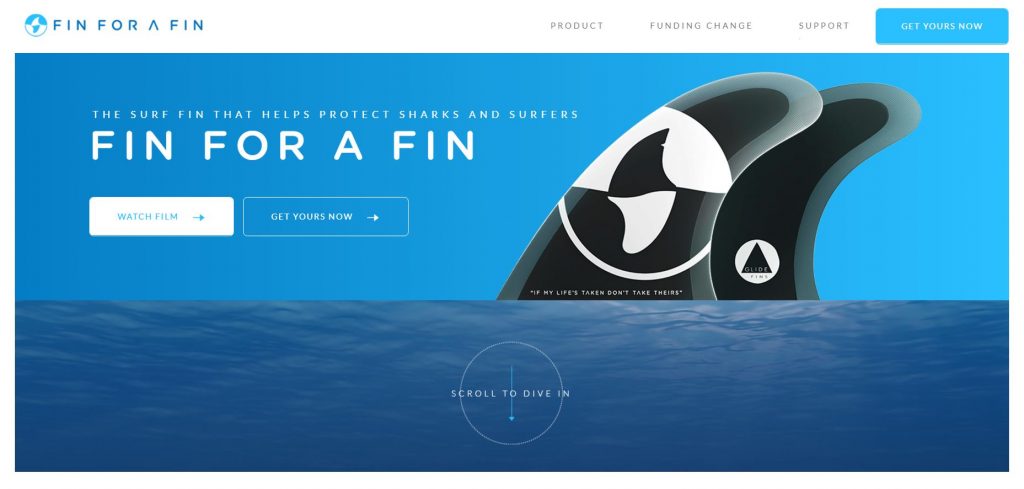 FIN FOR A FIN
PRODUCT
FUNDING CHANGE
SUPPORT
GET YOURS NOW
THE SURF FIN THAT HELPS PROTECT SHARKS AND SURFERS
FIN FOR A FIN
WATCH FILM
GET YOURS NOW
GLIDE
FINS
"IF MY LIFE'S TAKEN DON'T TAKE THEIRS"
SCROLL TO DIVE IN